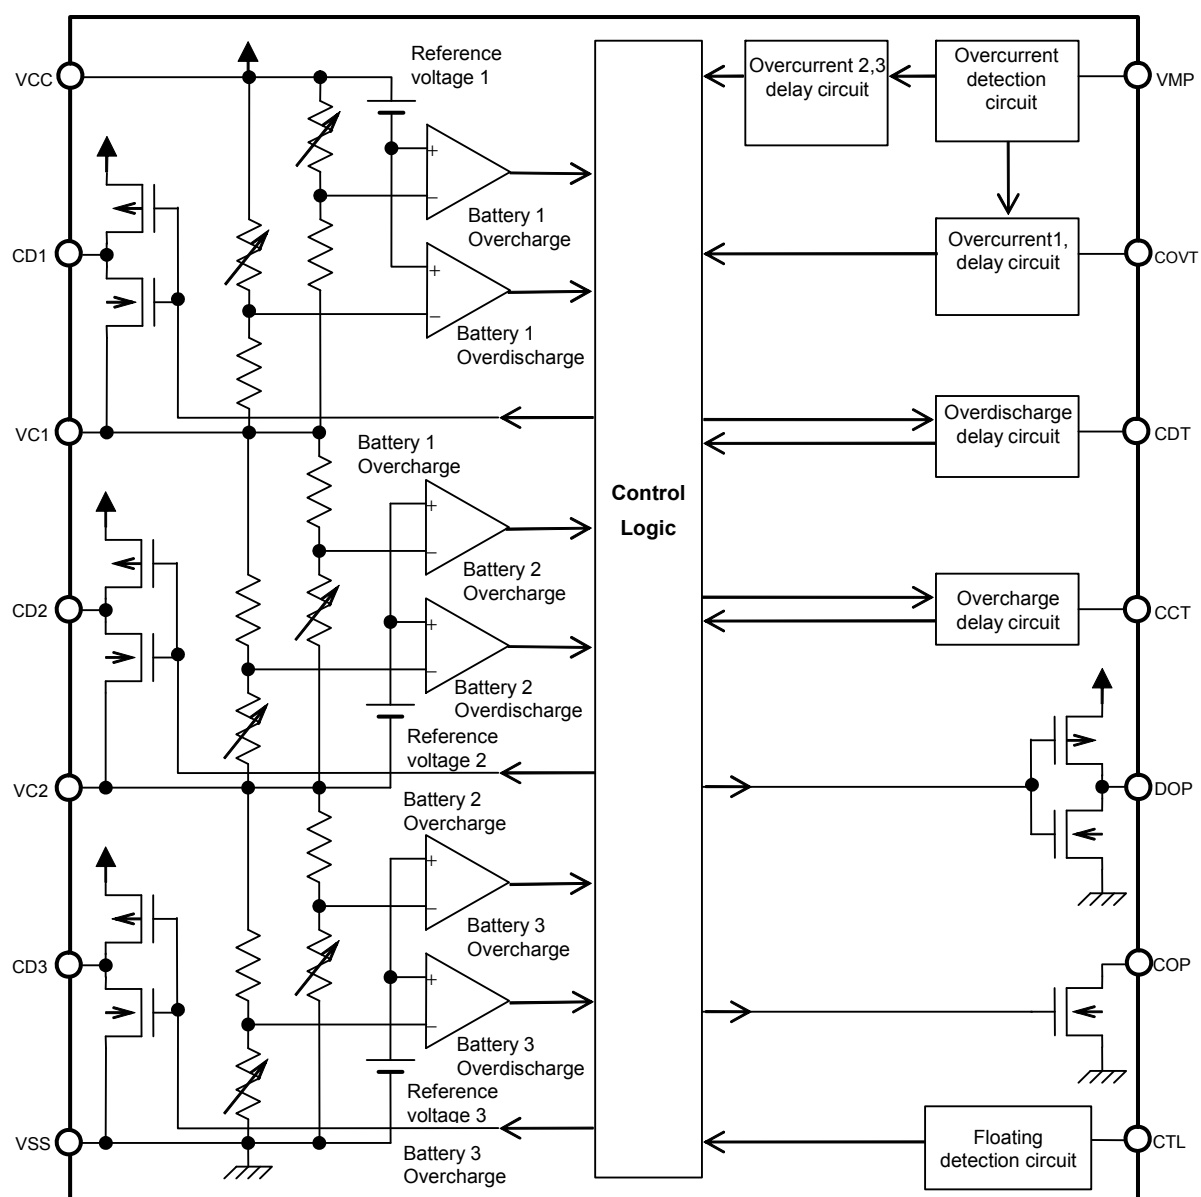 Reference
voltage 1
VCC
Overcurrent 2,3
delay circuit
Overcurrent
detection
circuit
VMP
+
−
Battery 1
Overcharge
CD1
+
−
Battery 1
Overdischarge
Overcurrent1,
delay circuit
COVT
VC1
Battery 1
Overcharge
Overdischarge
delay circuit
CDT
Control
Logic
+
−
Battery 2
Overcharge
CD2
+
−
Battery 2
Overdischarge
Overcharge
delay circuit
CCT
Reference
voltage 2
VC2
Battery 2
Overcharge
DOP
+
−
Battery 3
Overcharge
CD3
+
−
Battery 3
Overdischarge
COP
Reference
voltage 3
VSS
Battery 3
Overcharge
Floating
detection circuit
CTL